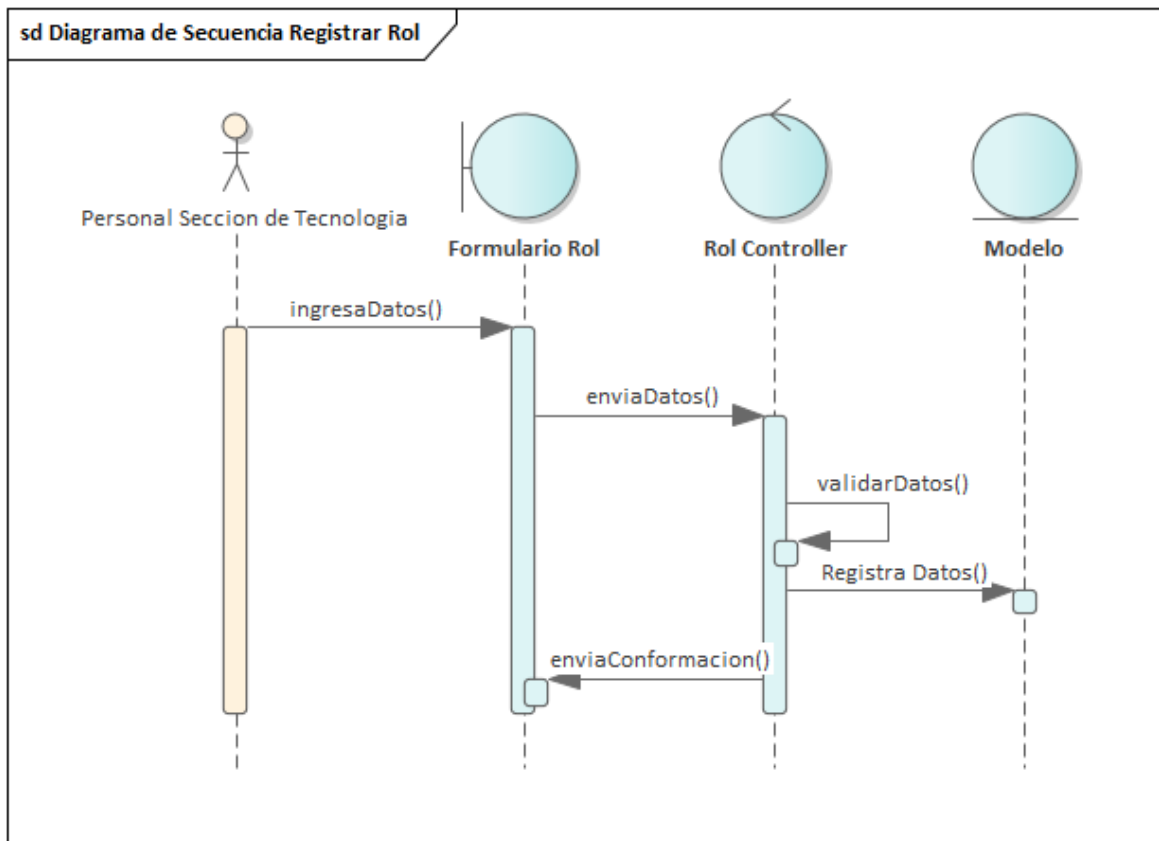 sd Diagrama de Secuencia Registrar Rol
Personal Seccion de Tecnologia
Formulario Rol
Rol Controller
Modelo
ingresaDatos()
enviaDatos()
validarDatos()
Registra Datos()
enviaConformacion()